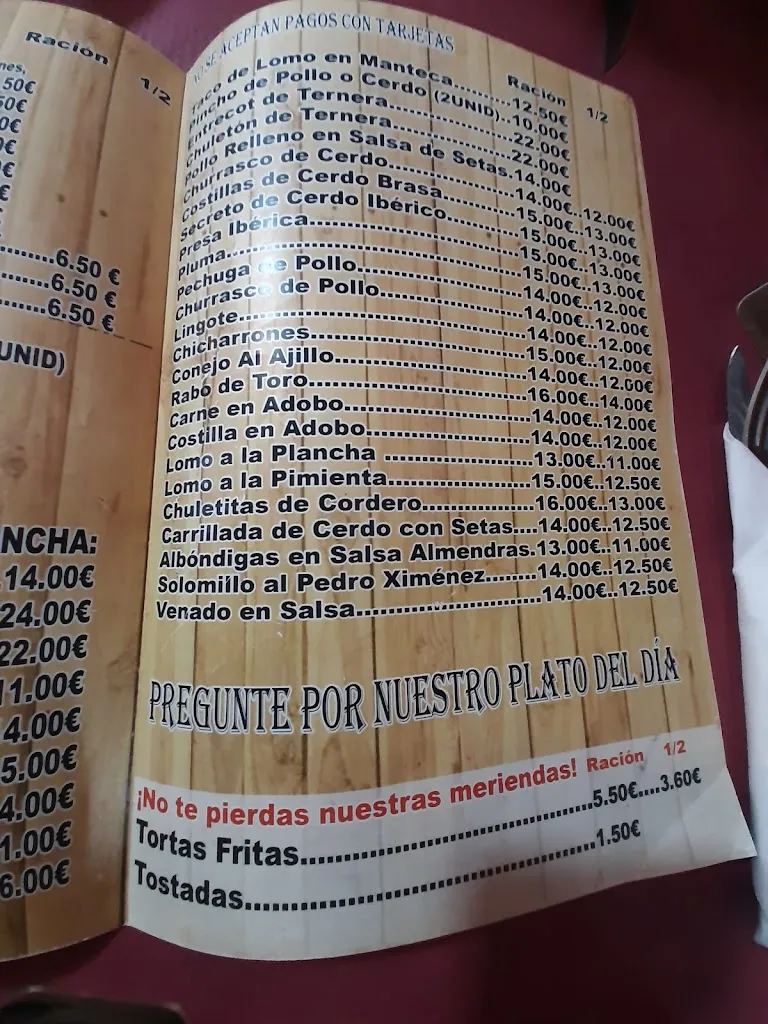 NO SE ACEPTAN PAGOS CON TARJETAS
Ración 1/2
Ración 1/2
Taco de Lomo en Manteca..........12.50€
Pincho de Pollo o Cerdo (2UNID)..10.00€
Entrecot de Ternera....................22.00€
Chuletón de Ternera....................22.00€
Pollo Relleno en Salsa de Setas.14.00€
Churrasco de Cerdo....................14.00€..12.00€
Costillas de Cerdo Brasa............15.00€..13.00€
Secreto de Cerdo Ibérico...........15.00€..13.00€
Presa Ibérica..............................15.00€..13.00€
Pluma..........................................15.00€..13.00€
Pechuga de Pollo........................14.00€..12.00€
Churrasco de Pollo.....................14.00€..12.00€
Lingote........................................14.00€..12.00€
Chicharrones..............................15.00€..12.00€
Conejo Al Ajillo...........................14.00€..12.00€
Rabo de Toro..............................16.00€..14.00€
Carne en Adobo..........................14.00€..12.00€
Costilla en Adobo.......................14.00€..12.00€
Lomo a la Plancha .....................13.00€..11.00€
Lomo a la Pimienta.....................15.00€..12.50€
Chuletitas de Cordero................16.00€..13.00€
Carrillada de Cerdo con Setas....14.00€..12.50€
Albóndigas en Salsa Almendras.13.00€..11.00€
Solomillo al Pedro Ximénez.......14.00€..12.50€
Venado en Salsa.........................14.00€..12.50€
PREGUNTE POR NUESTRO PLATO DEL DÍA
¡No te pierdas nuestras meriendas! Ración 1/2
Tortas Fritas...............................5.50€....3.60€
Tostadas.....................................1.50€
nes,
.50€
6.50 €
6.50 €
6.50 €
UNID)
NCHA:
14.00€
24.00€
22.00€
11.00€
4.00€
5.00€
4.00€
1.00€
6.00€